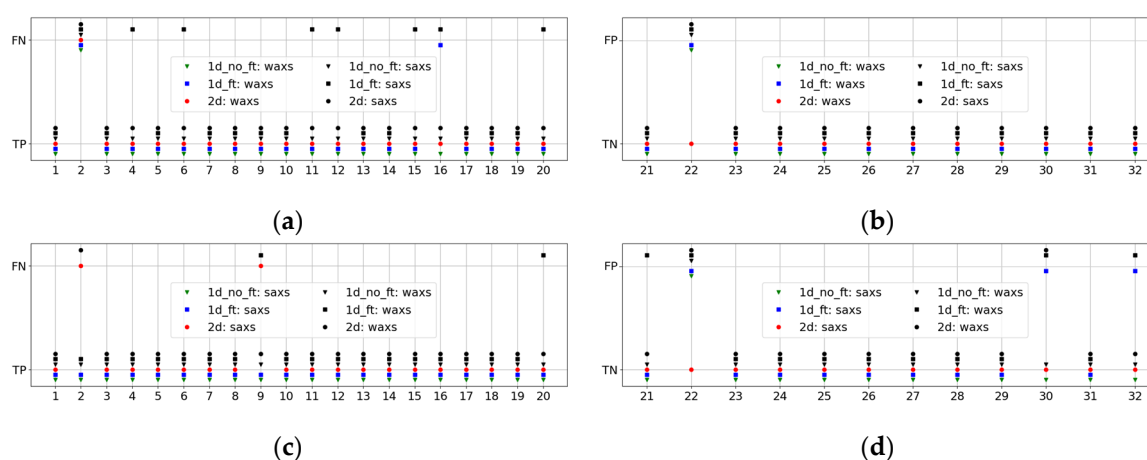 FN
TP
1d_no_ft: waxs 1d_no_ft: saxs
1d_ft: waxs 1d_ft: saxs
2d: waxs 2d: saxs
1 2 3 4 5 6 7 8 9 10 11 12 13 14 15 16 17 18 19 20
(a)
FP
TN
1d_no_ft: waxs 1d_no_ft: saxs
1d_ft: waxs 1d_ft: saxs
2d: waxs 2d: saxs
21 22 23 24 25 26 27 28 29 30 31 32
(b)
FN
TP
1d_no_ft: saxs 1d_no_ft: waxs
1d_ft: saxs 1d_ft: waxs
2d: saxs 2d: waxs
1 2 3 4 5 6 7 8 9 10 11 12 13 14 15 16 17 18 19 20
(c)
FP
TN
1d_no_ft: saxs 1d_no_ft: waxs
1d_ft: saxs 1d_ft: waxs
2d: saxs 2d: waxs
21 22 23 24 25 26 27 28 29 30 31 32
(d)